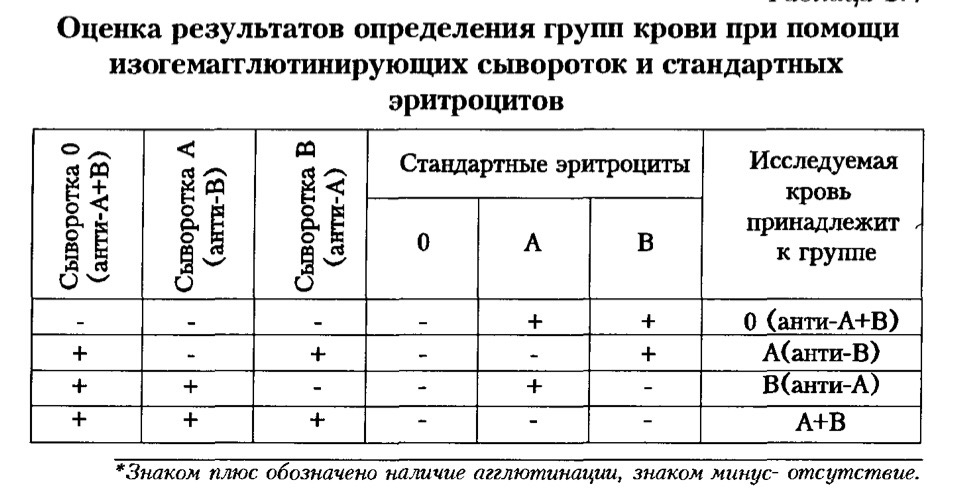 Оценка результатов определения групп крови при помощи
изогемагглютинирующих сывороток и стандартных
эритроцитов
Сыворотка 0
(анти-А+В)
Сыворотка А
(анти-В)
Сыворотка В
(анти-А)
Стандартные эритроциты
0 А В
Исследуемая
кровь
принадлежит
к группе
- - - - + + 0 (анти-А+В)
+ - + - - + А(анти-В)
+ + - - + - В(анти-А)
+ + + - - - А+В
*Знаком плюс обозначено наличие агглютинации, знаком минус- отсутствие.